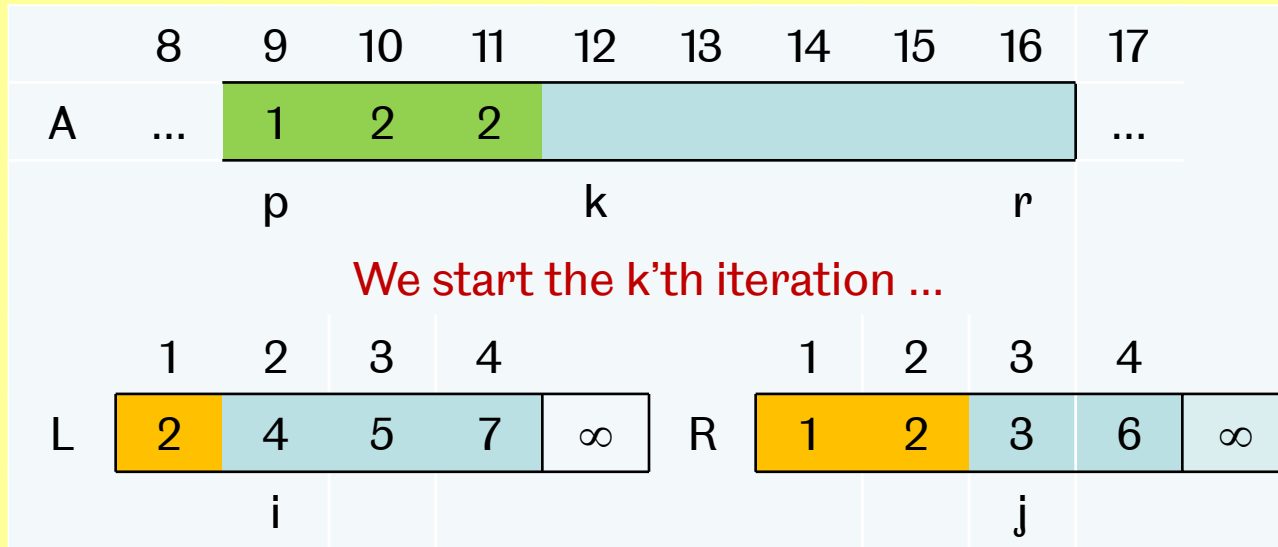 8 9 10 11 12 13 14 15 16 17
A ... 1 2 2 ...
p k r
We start the k’th iteration ...
1 2 3 4 1 2 3 4
L 2 4 5 7 ∞ R 1 2 3 6 ∞
i j